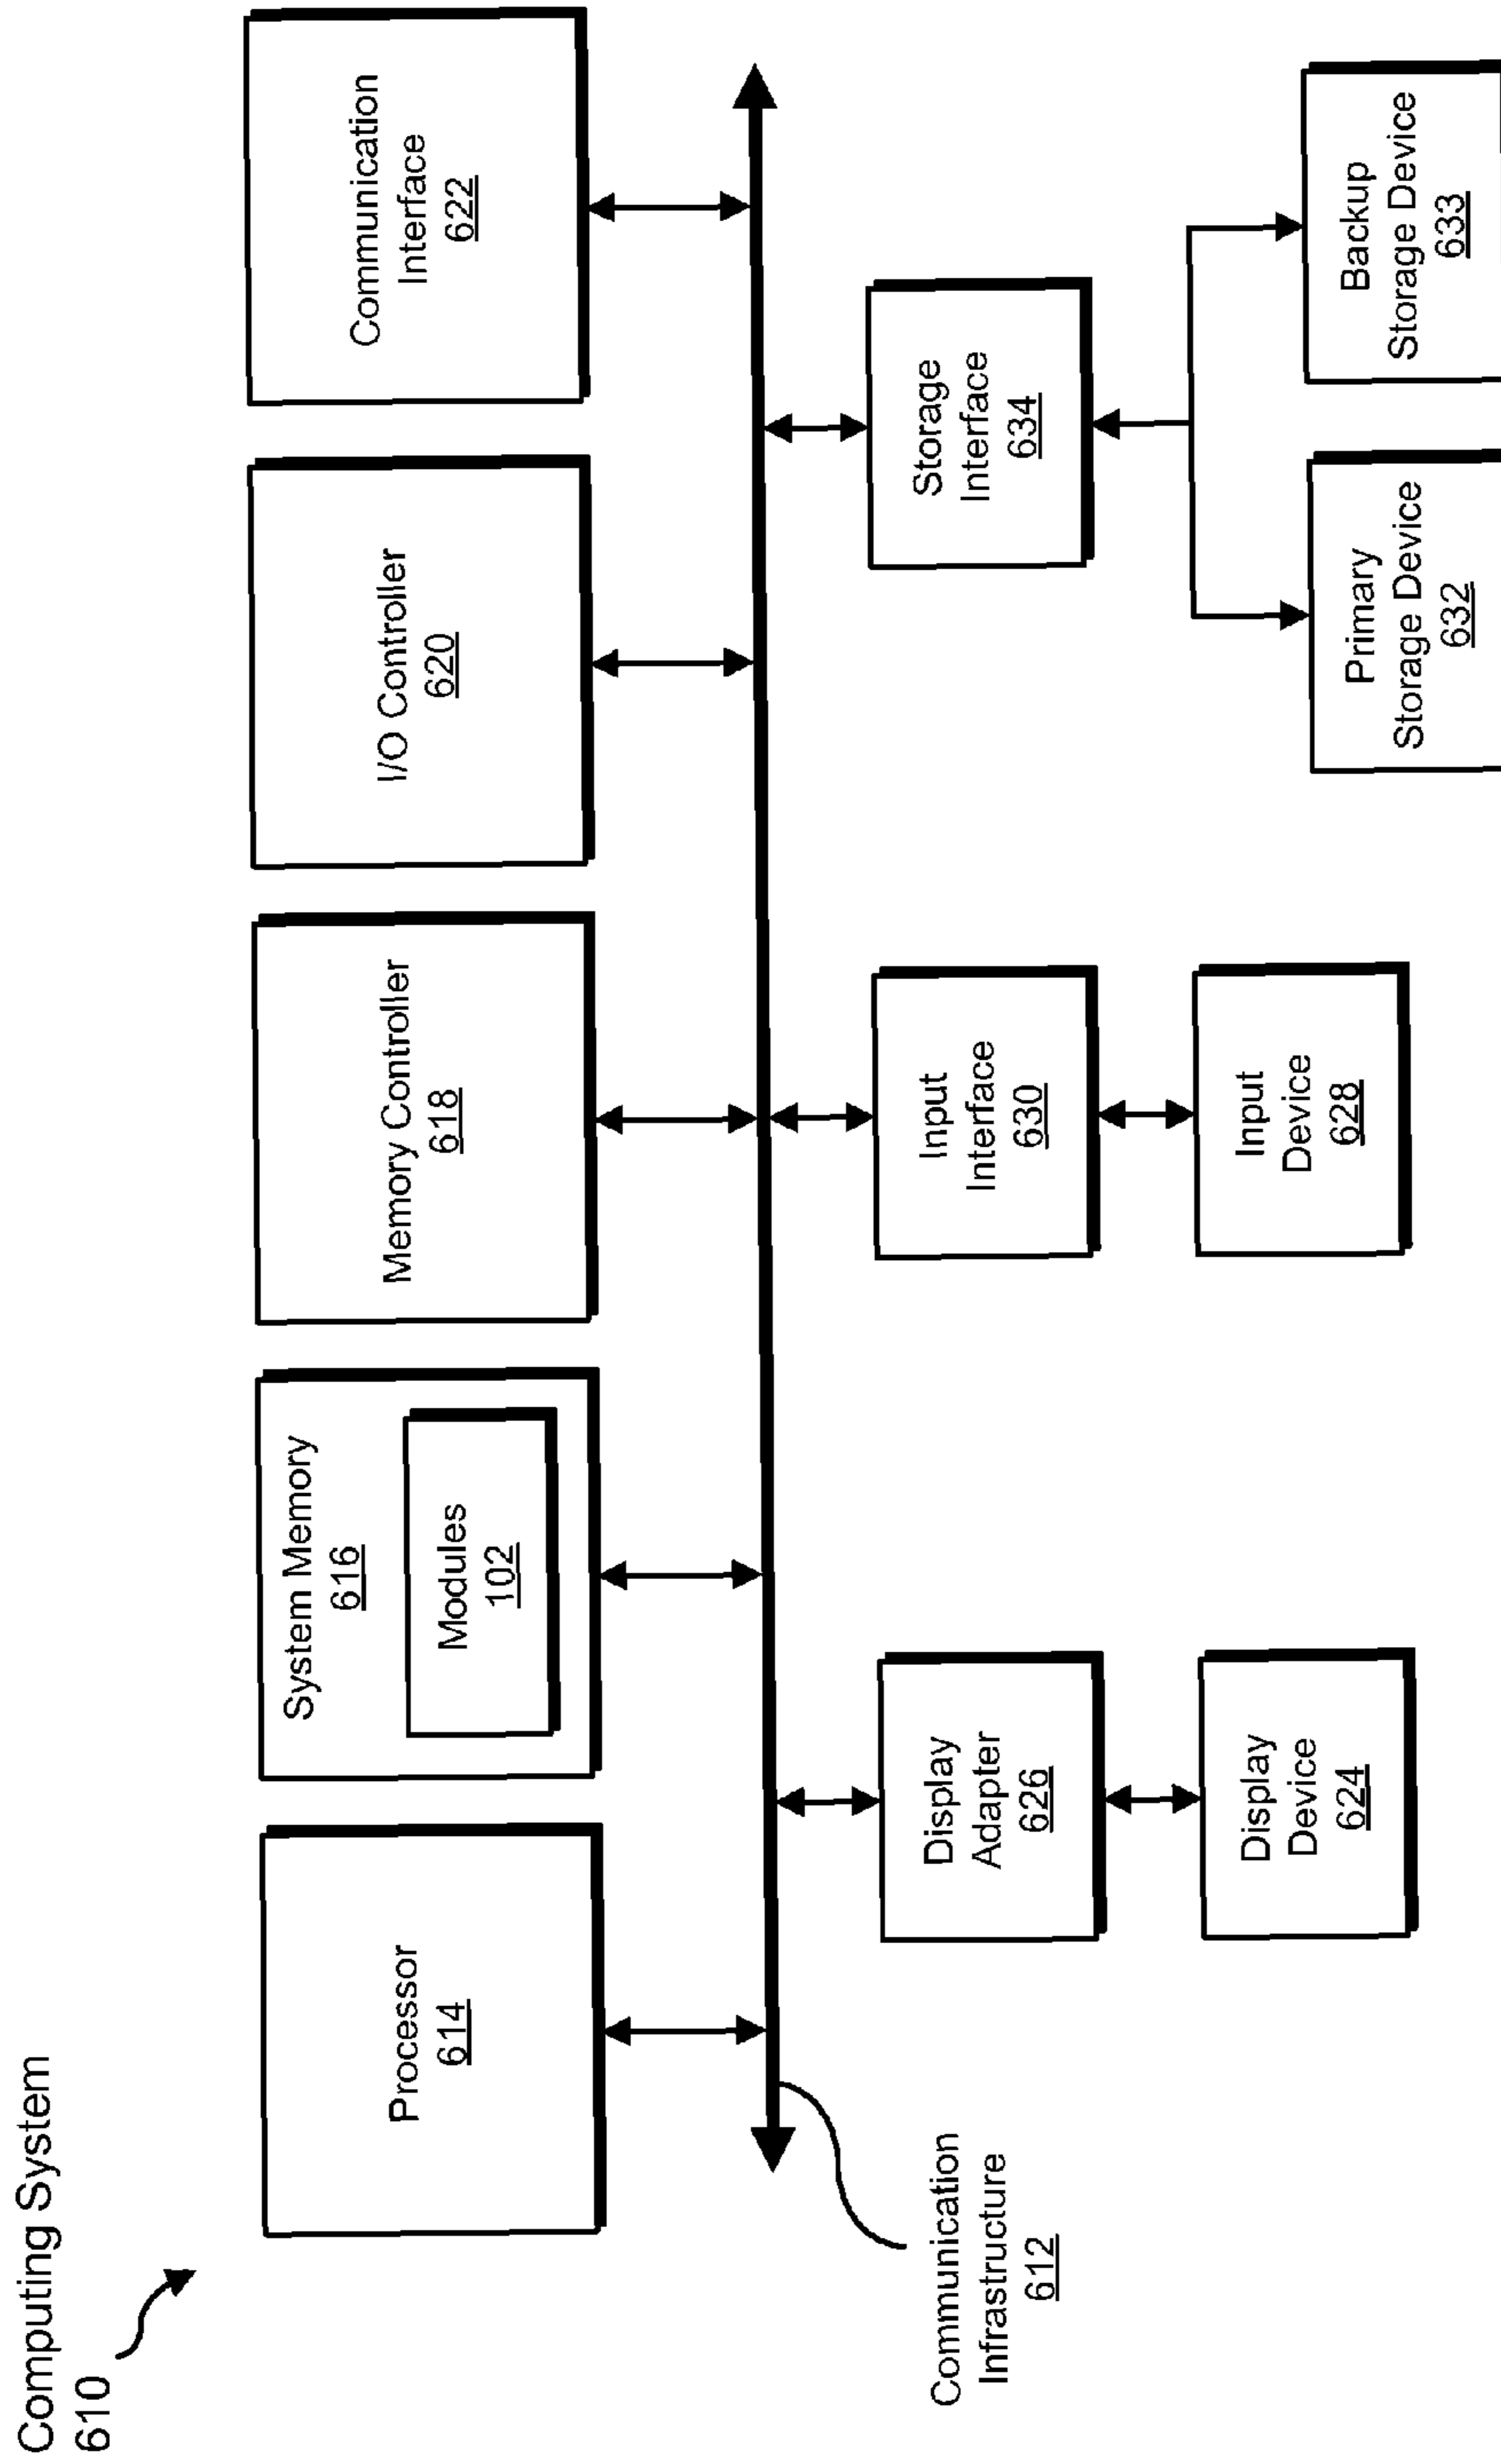 Computing System
610
Processor
614
System Memory
616
Modules
102
Memory Controller
618
I/O Controller
620
Communication
Interface
622
Communication
Infrastructure
612
Display
Adapter
626
Input
Interface
630
Storage
Interface
634
Display
Device
624
Input
Device
628
Primary
Storage Device
632
Backup
Storage Device
633